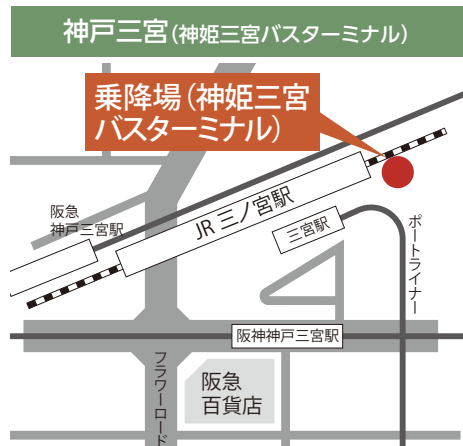 神戸三宮(神姫三宮バスターミナル)
乗降場(神姫三宮
バスターミナル)
JR 三ノ宮駅
阪急
神戸三宮駅
三宮駅
ポートライナー
阪神神戸三宮駅
フラワーロード
阪急
百貨店